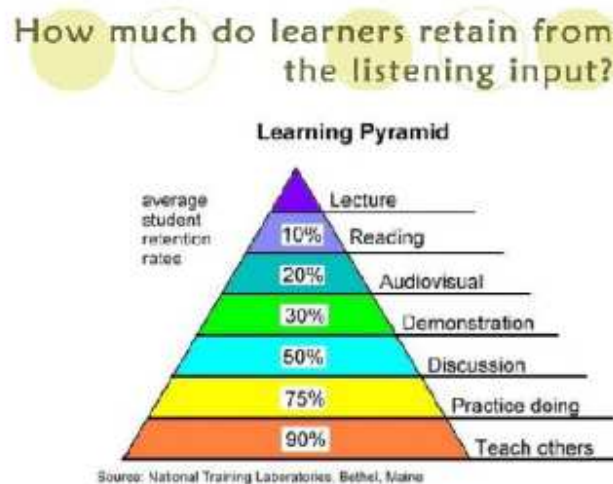 How much do learners retain from
the listening input?
Learning Pyramid
average
student
retention
rates
Lecture
10% Reading
20% Audiovisual
30% Demonstration
50% Discussion
75% Practice doing
90% Teach others
Source: National Training Laboratories, Bethel, Maine